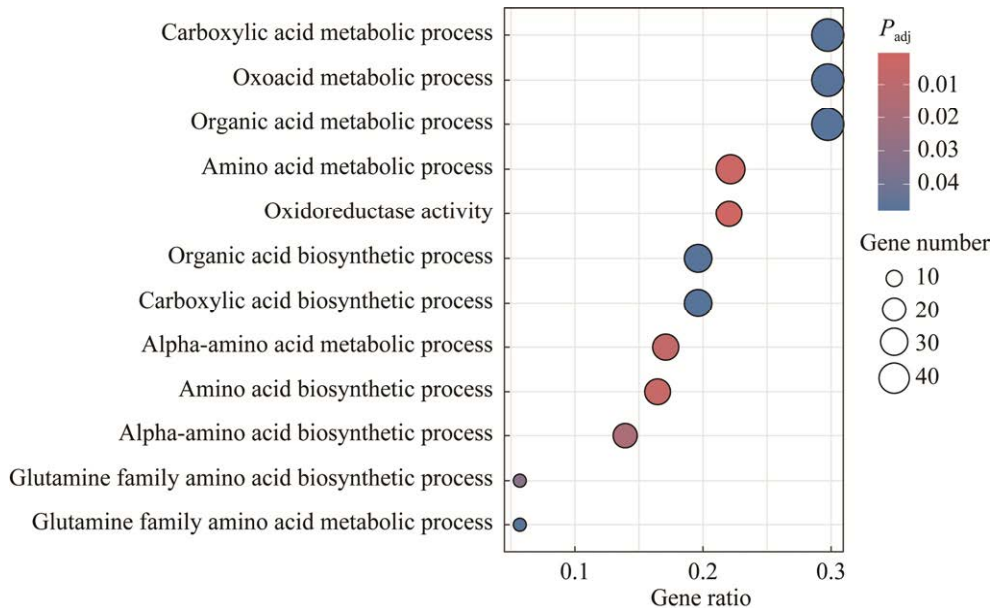 Carboxylic acid metabolic process
Oxoacid metabolic process
Organic acid metabolic process
Amino acid metabolic process
Oxidoreductase activity
Organic acid biosynthetic process
Carboxylic acid biosynthetic process
Alpha-amino acid metabolic process
Amino acid biosynthetic process
Alpha-amino acid biosynthetic process
Glutamine family amino acid biosynthetic process
Glutamine family amino acid metabolic process
0.1 0.2 0.3
Gene ratio
Padj
0.01
0.02
0.03
0.04
Gene number
10
20
30
40